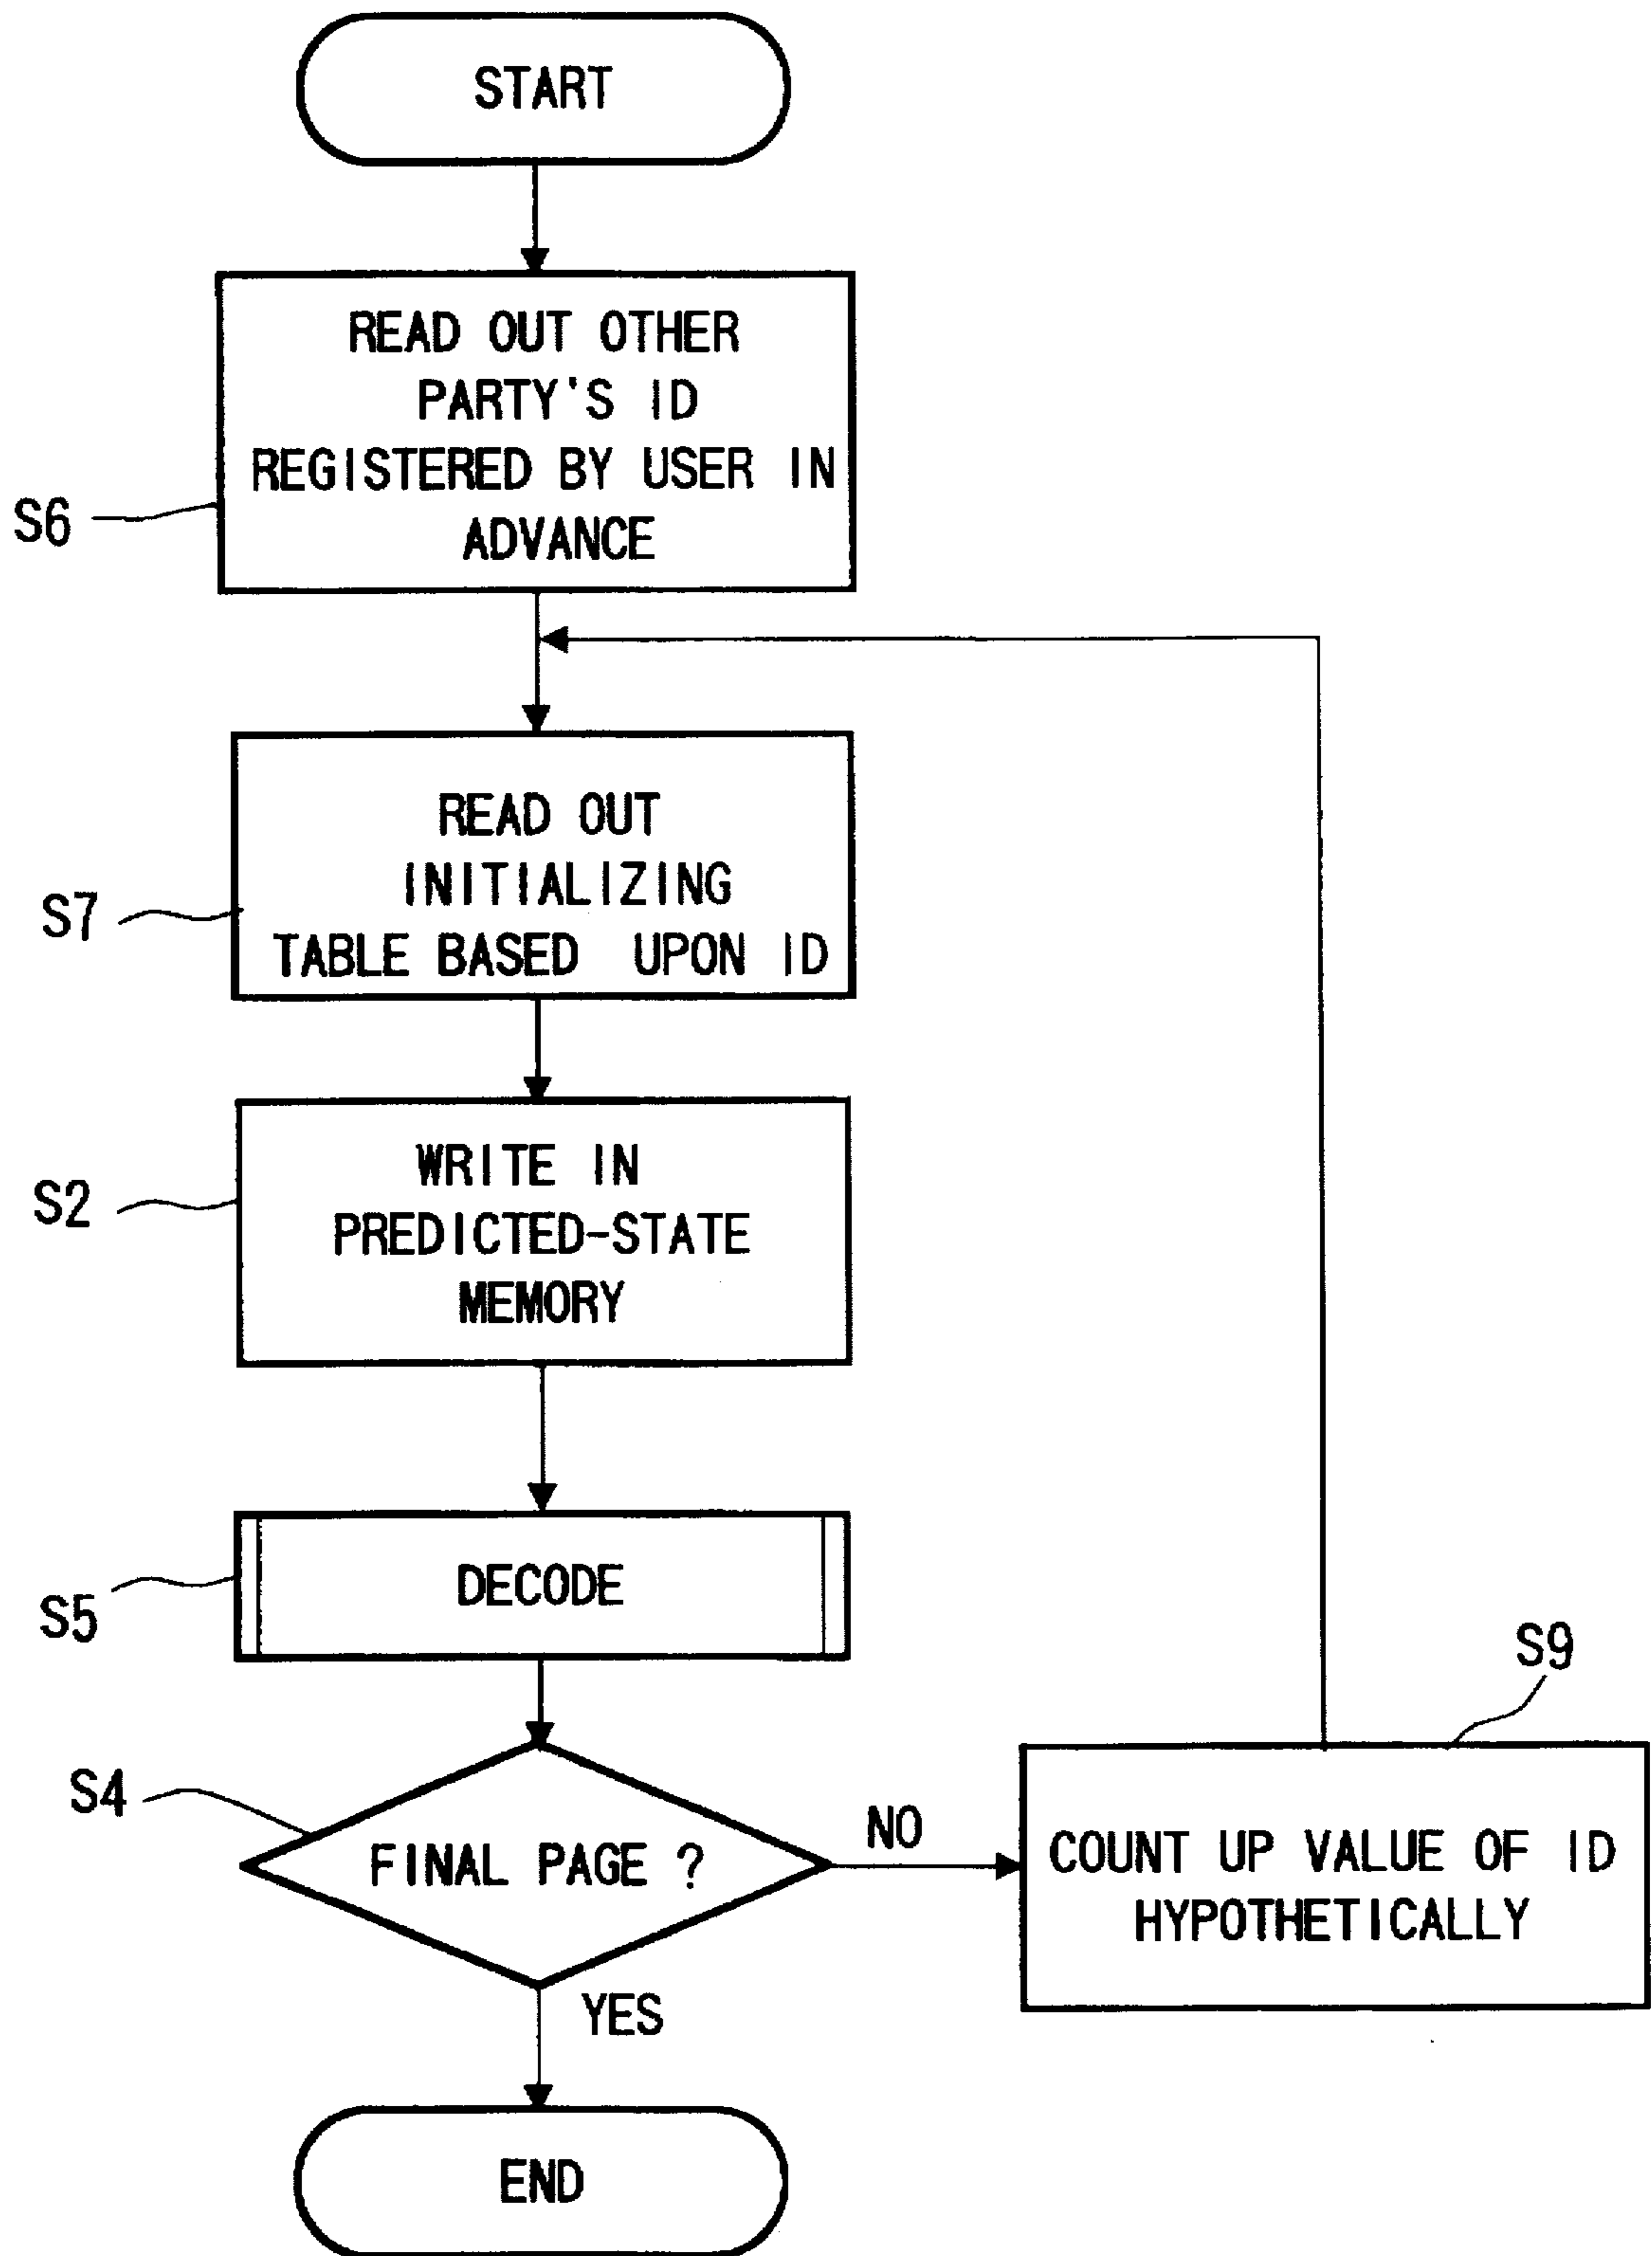 START
READ OUT OTHER
PARTY'S ID
REGISTERED BY USER IN
ADVANCE
S6
READ OUT
INITIALIZING
TABLE BASED UPON ID
S7
WRITE IN
PREDICTED-STATE
MEMORY
S2
DECODE
S5
S9
S4
FINAL PAGE ?
NO
COUNT UP VALUE OF ID
HYPOTHETICALLY
YES
END